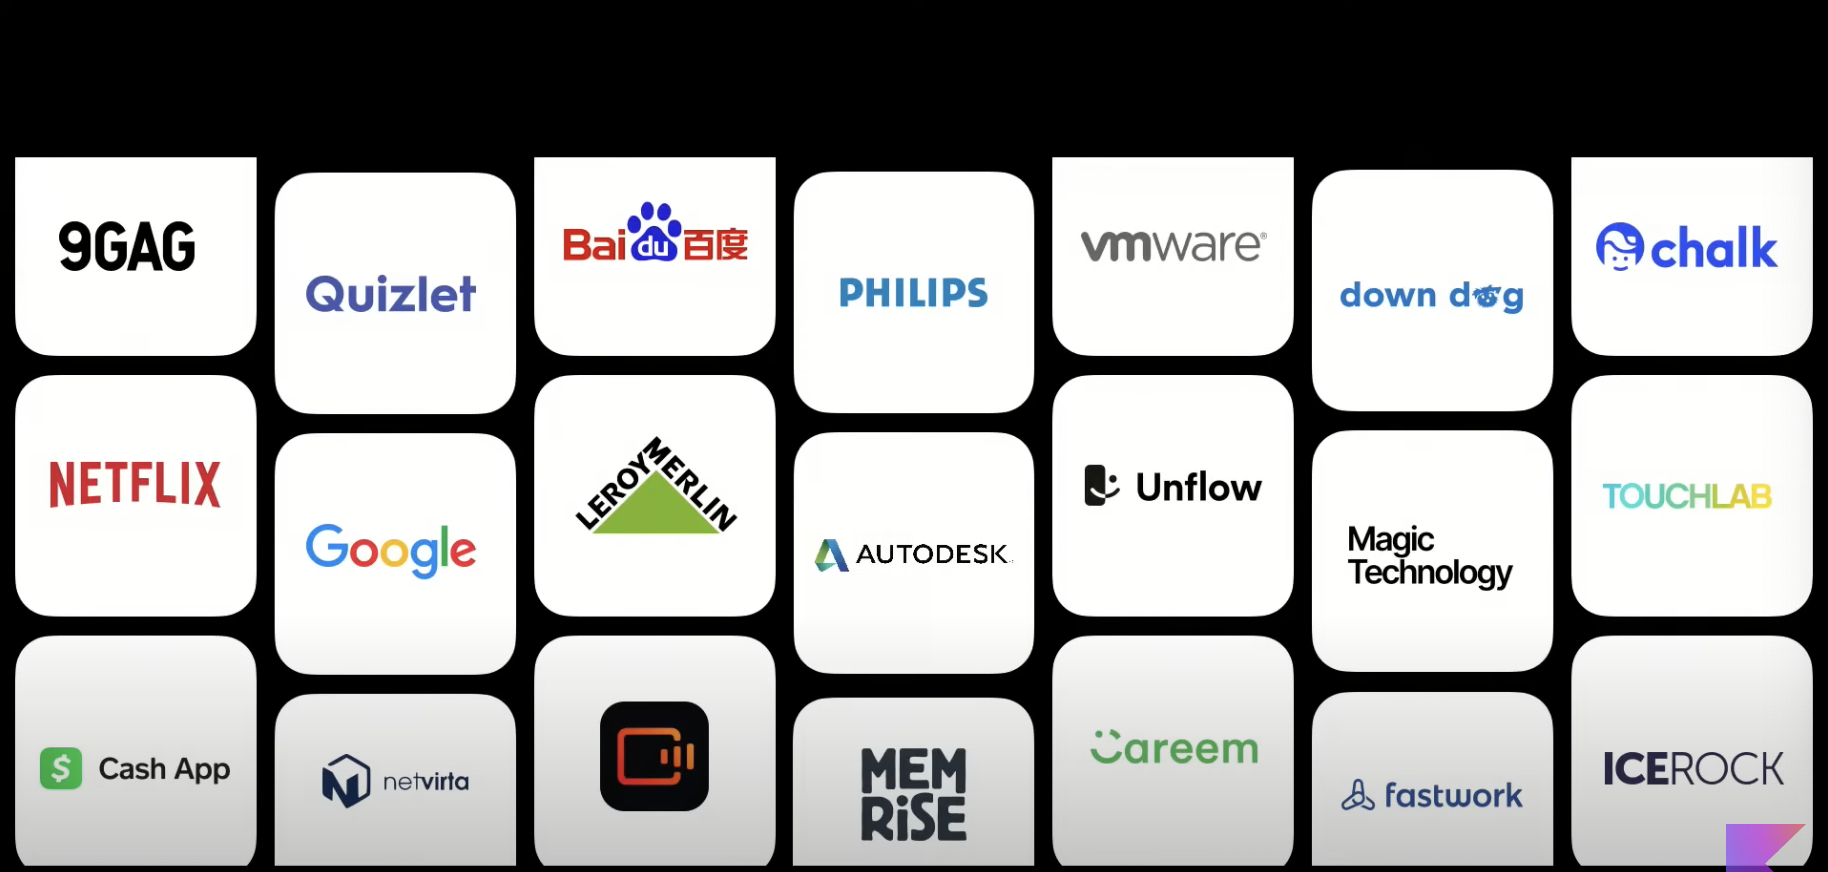 9GAG
Quizlet
Bai du 百度
PHILIPS
vmware®
down dog
chalk
NETFLIX
Google
LEROY MERLIN
AUTODESK
Unflow
Magic
Technology
TOUCHLAB
$ Cash App
netvirta
MEM
RiSE
Careem
fastwork
ICEROCK